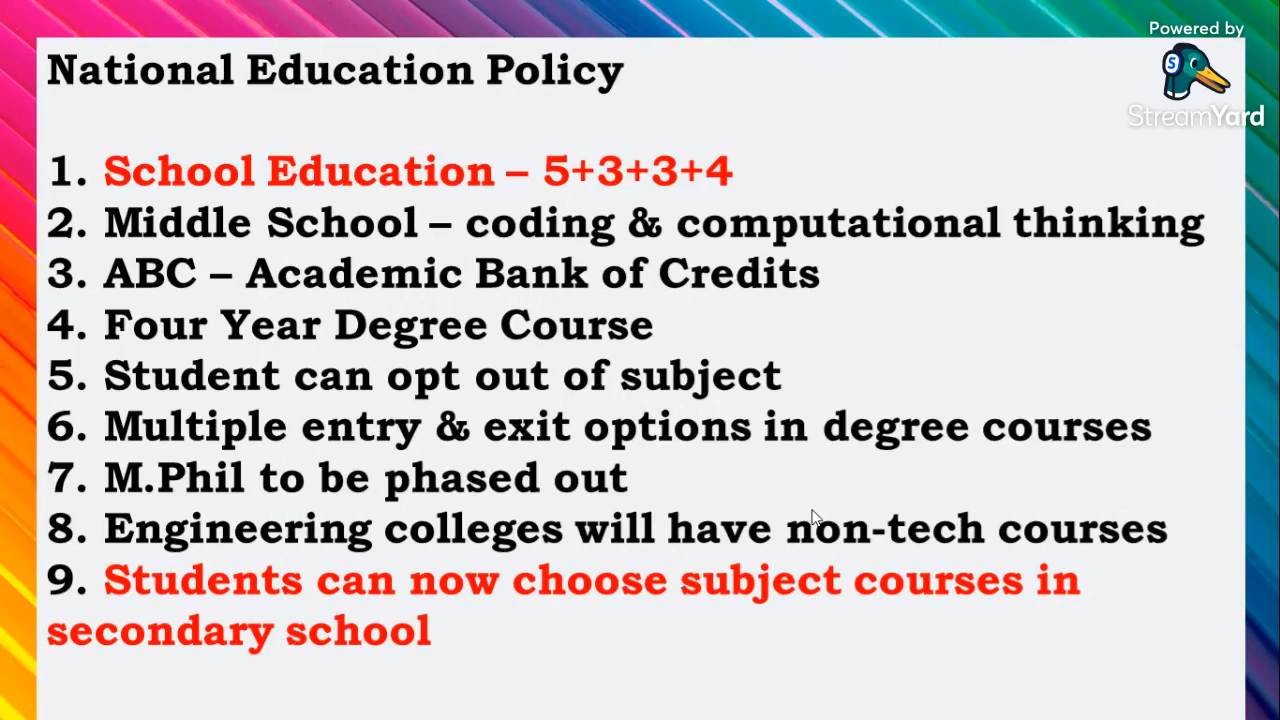 Powered by
S
StreamYard
National Education Policy
1. School Education – 5+3+3+4
2. Middle School – coding & computational thinking
3. ABC – Academic Bank of Credits
4. Four Year Degree Course
5. Student can opt out of subject
6. Multiple entry & exit options in degree courses
7. M.Phil to be phased out
8. Engineering colleges will have non-tech courses
9. Students can now choose subject courses in
secondary school